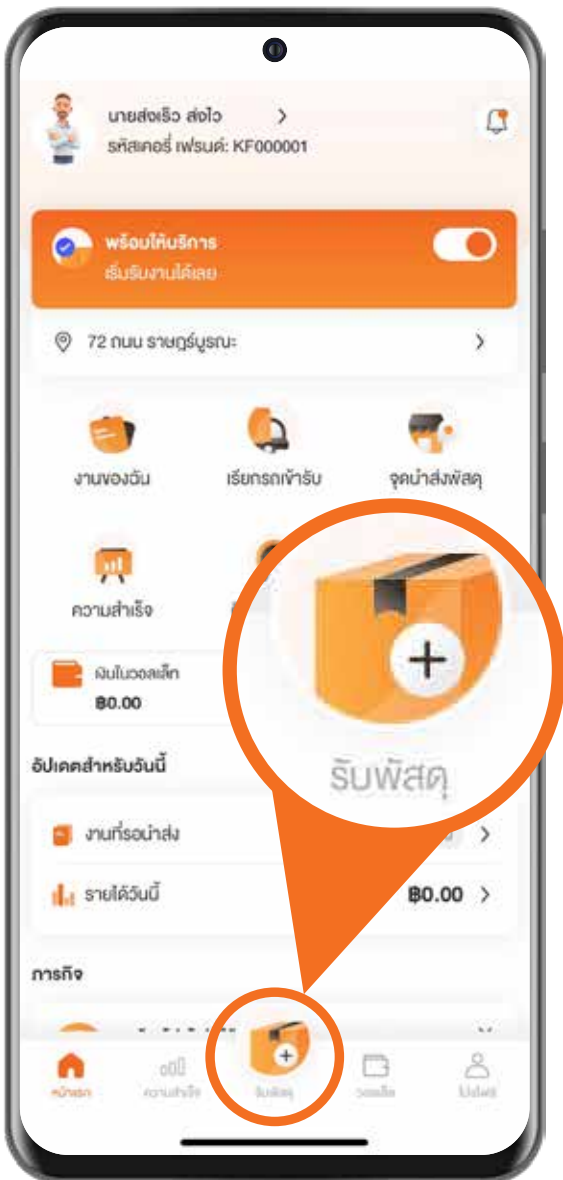 นายส่งเร็ว ส่งไว
รหัสเคอรี่ เฟรนด์: KF000001
พร้อมให้บริการ
เริ่มรับงานได้เลย
72 ถนน ราษฎร์บูรณะ
งานของฉัน
เรียกรถเข้ารับ
จุดนำส่งพัสดุ
ความสำเร็จ
เงินในวอลเล็ท
฿0.00
รับพัสดุ
อัปเดตสำหรับวันนี้
งานที่รอนำส่ง
รายได้วันนี้
฿0.00
ภารกิจ
หน้าแรก
ความสำเร็จ
รับพัสดุ
วอลเล็ต
โปรไฟล์